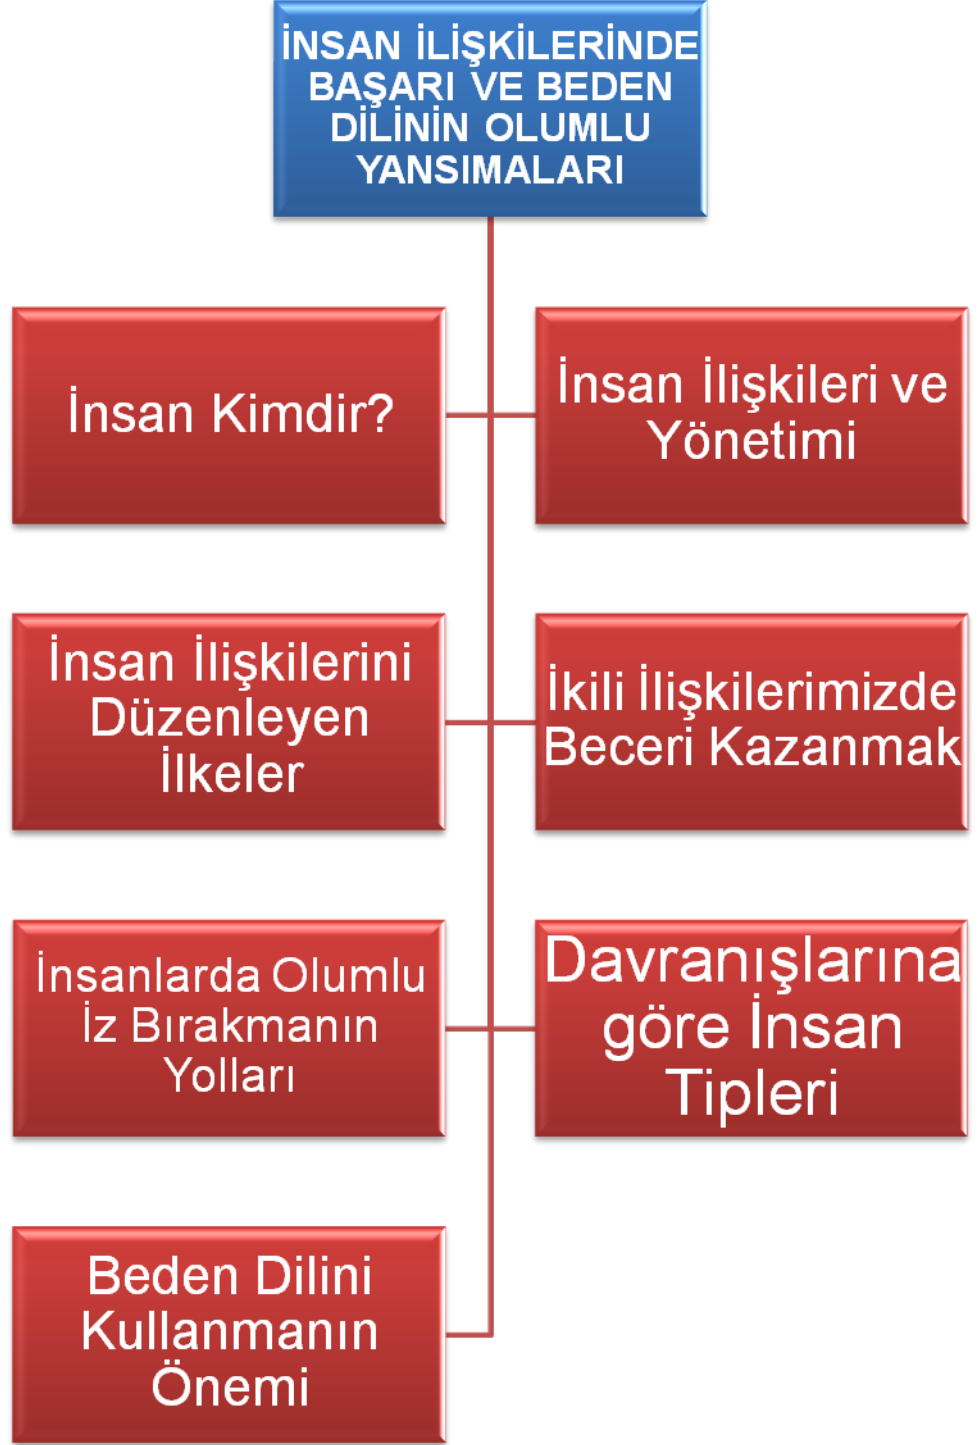 İNSAN İLİŞKİLERİNDE
BAŞARI VE BEDEN
DİLİNİN OLUMLU
YANSIMALARI
İnsan Kimdir?
İnsan İlişkileri ve
Yönetimi
İnsan İlişkilerini
Düzenleyen
İlkeler
İkili İlişkilerimizde
Beceri Kazanmak
İnsanlarda Olumlu
İz Bırakmanın
Yolları
Davranışlarına
göre İnsan
Tipleri
Beden Dilini
Kullanmanın
Önemi